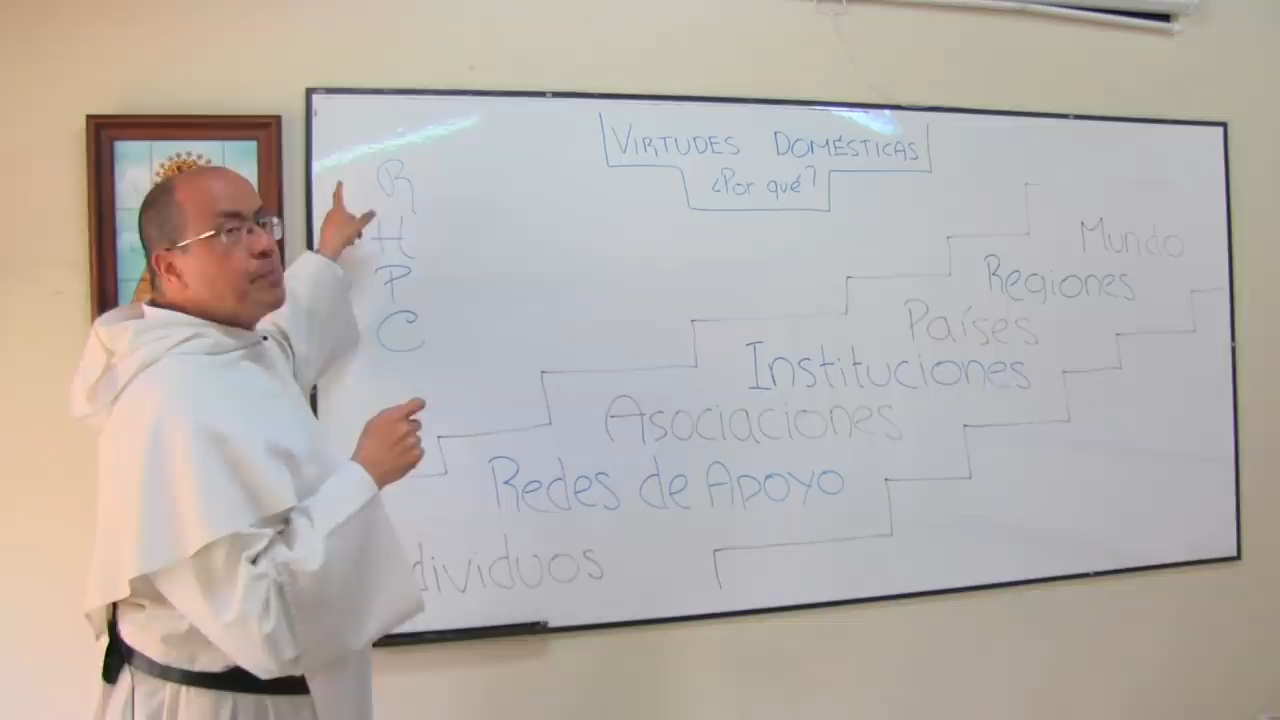 VIRTUDES DOMÉSTICAS
¿Por qué?
R
H
P
C
Mundo
Regiones
Países
Instituciones
Asociaciones
Redes de Apoyo
dividuos